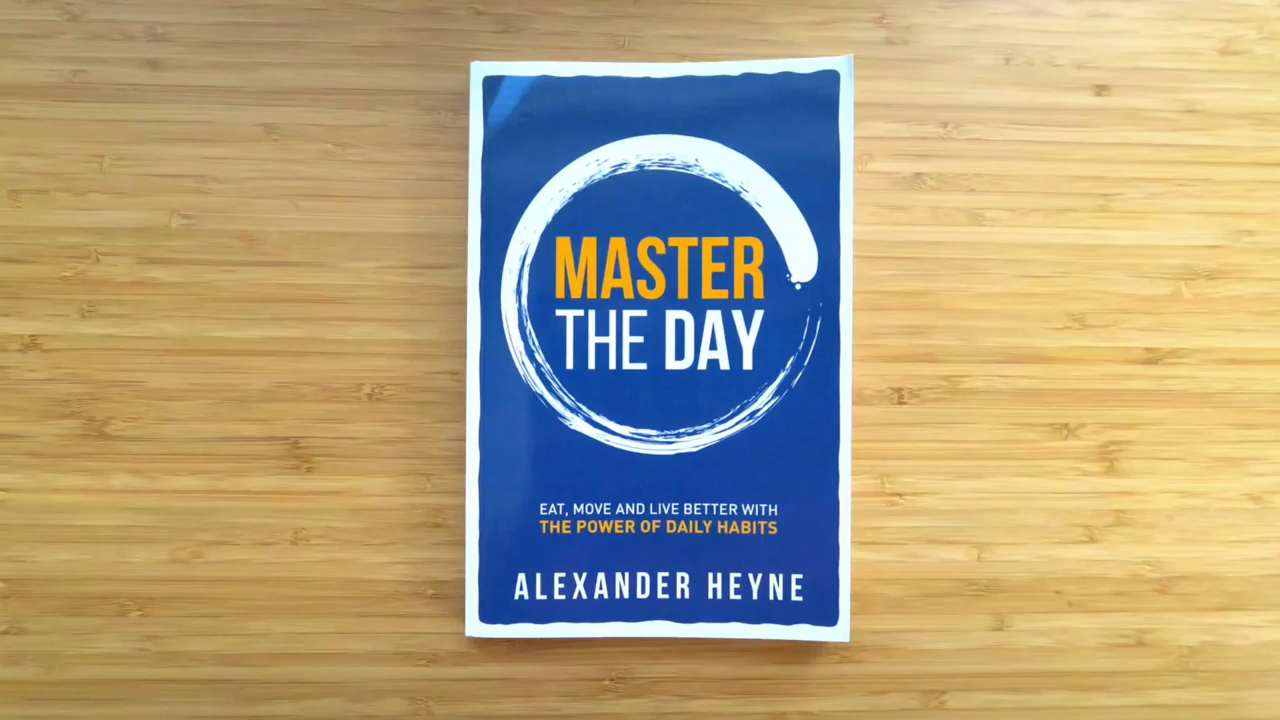 MASTER
THE DAY
EAT, MOVE AND LIVE BETTER WITH
THE POWER OF DAILY HABITS
ALEXANDER HEYNE